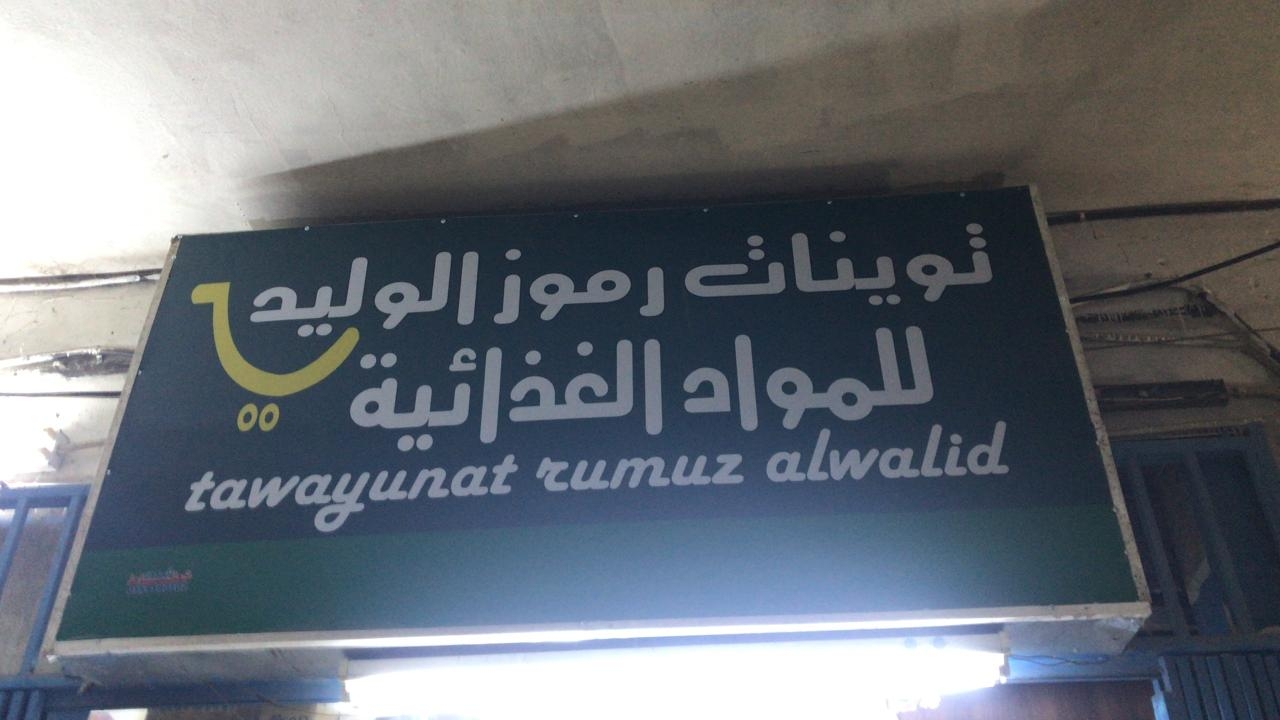 توينات رموز الوليد
للمواد الغذائية
tawayunat rumuz alwalid